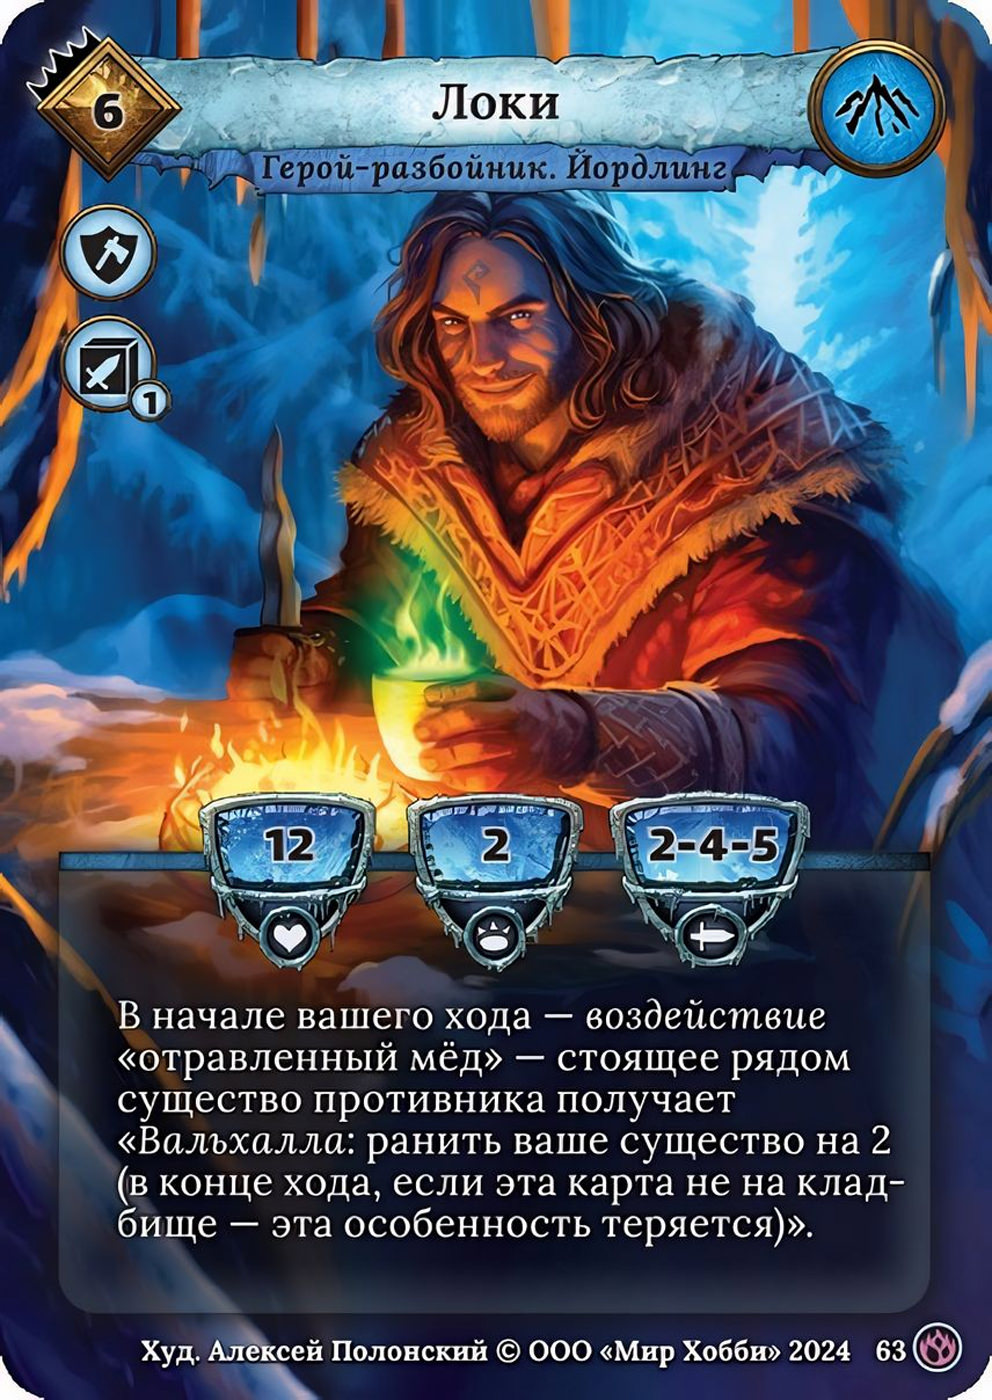 6
Локи
Герой-разбойник. Йордлинг
1
12
2
2-4-5
В начале вашего хода — воздействие
«отравленный мёд» — стоящее рядом
существо противника получает
«Вальхалла: ранить ваше существо на 2
(в конце хода, если эта карта не на клад-
бище — эта особенность теряется)».
Худ. Алексей Полонский © ООО «Мир Хобби» 2024 63